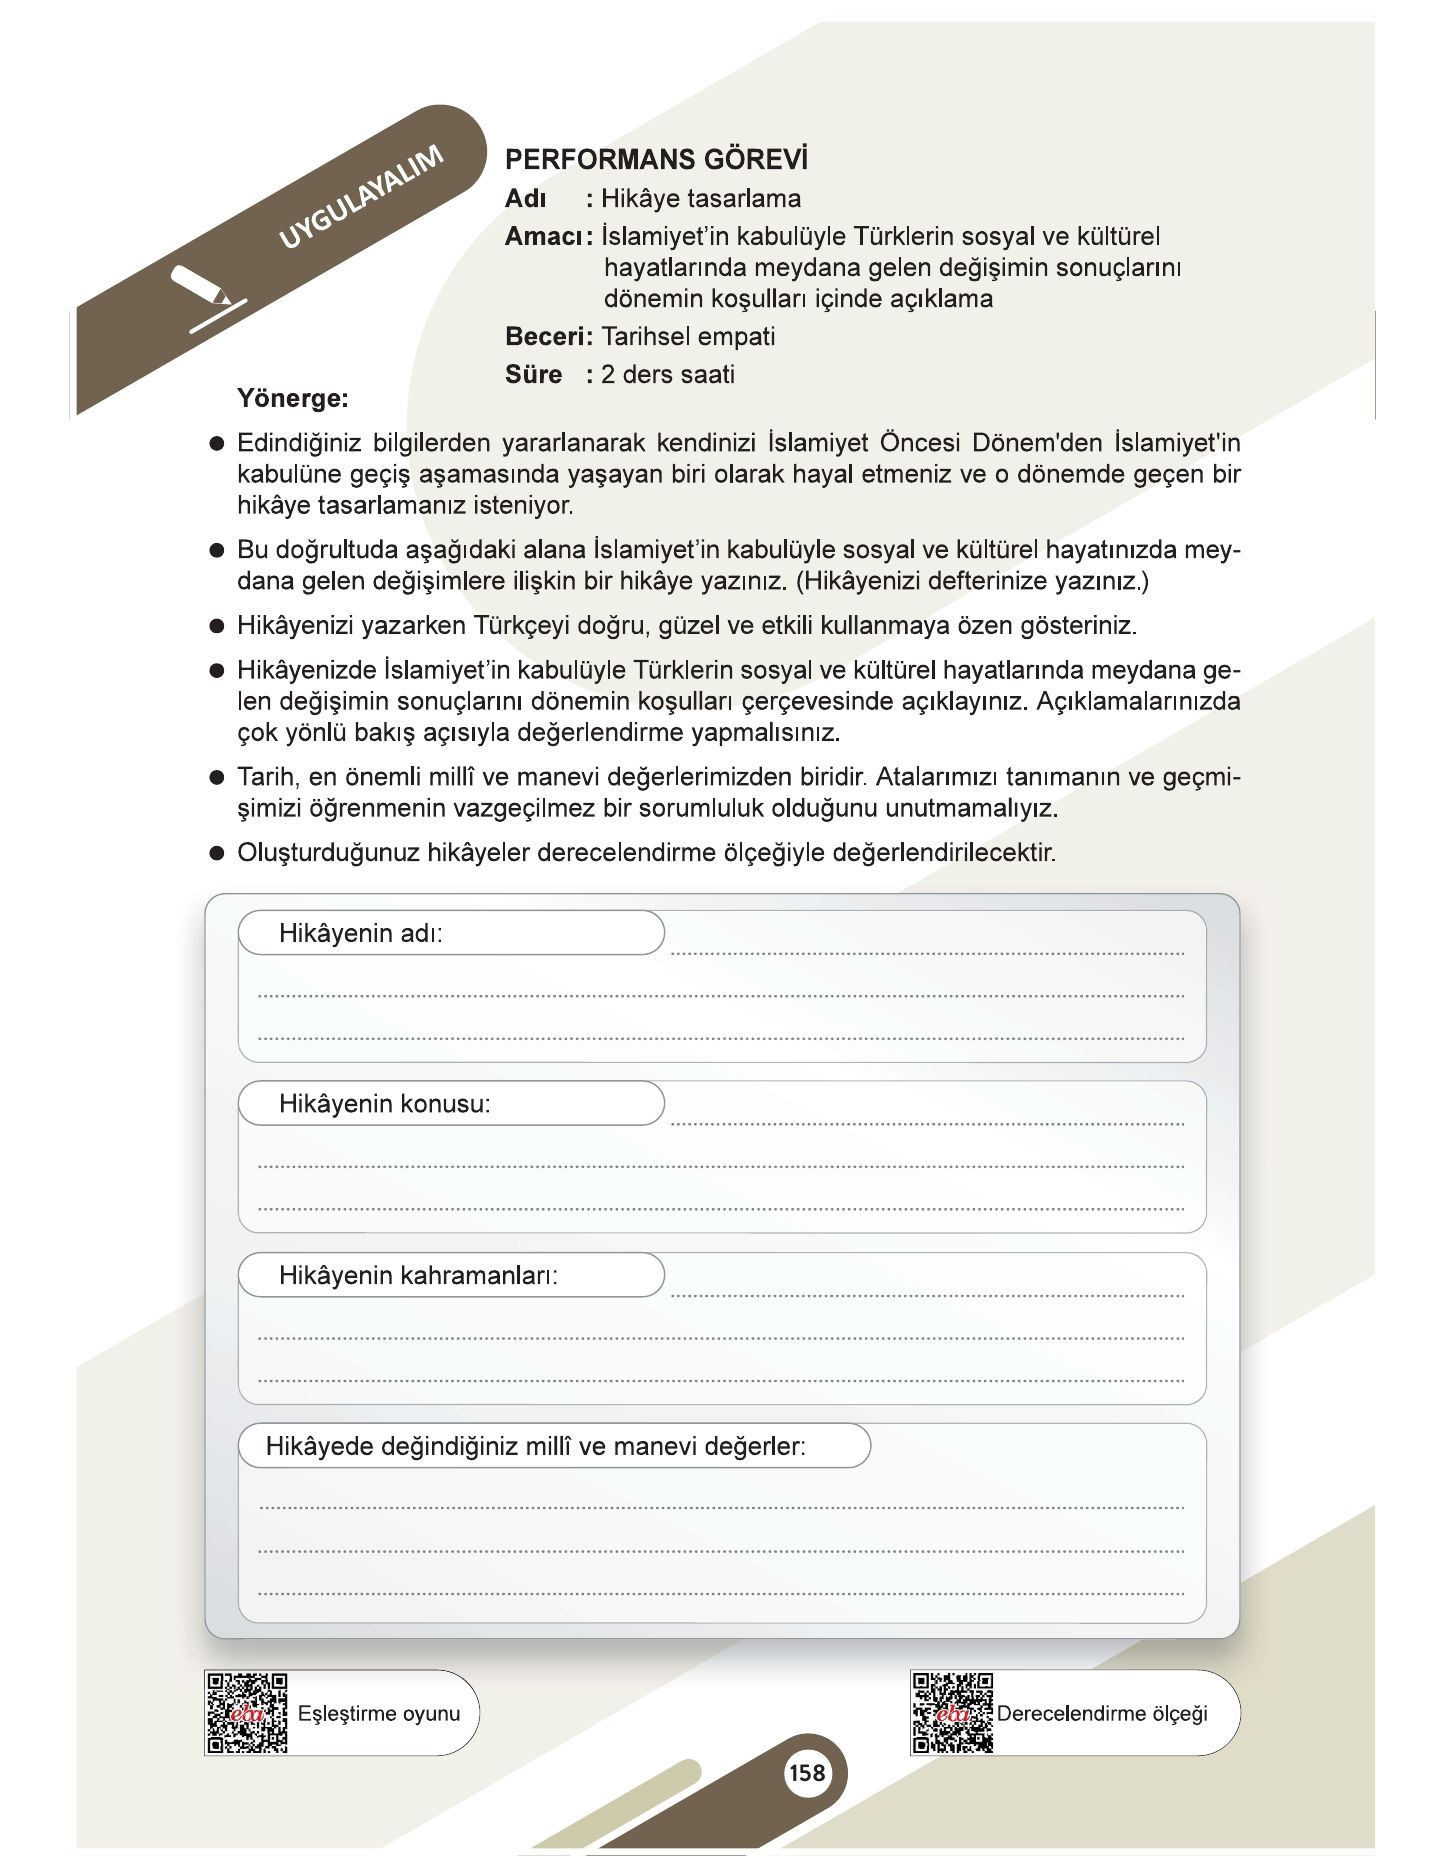 UYGULAYALIM
PERFORMANS GÖREVİ
Adı : Hikâye tasarlama
Amacı: İslamiyet’in kabulüyle Türklerin sosyal ve kültürel
hayatlarında meydana gelen değişimin sonuçlarını
dönemin koşulları içinde açıklama
Beceri: Tarihsel empati
Süre : 2 ders saati
Yönerge:
● Edindiğiniz bilgilerden yararlanarak kendinizi İslamiyet Öncesi Dönem'den İslamiyet'in
kabulüne geçiş aşamasında yaşayan biri olarak hayal etmeniz ve o dönemde geçen bir
hikâye tasarlamanız isteniyor.
● Bu doğrultuda aşağıdaki alana İslamiyet’in kabulüyle sosyal ve kültürel hayatınızda mey-
dana gelen değişimlere ilişkin bir hikâye yazınız. (Hikâyenizi defterinize yazınız.)
● Hikâyenizi yazarken Türkçeyi doğru, güzel ve etkili kullanmaya özen gösteriniz.
● Hikâyenizde İslamiyet’in kabulüyle Türklerin sosyal ve kültürel hayatlarında meydana ge-
len değişimin sonuçlarını dönemin koşulları çerçevesinde açıklayınız. Açıklamalarınızda
çok yönlü bakış açısıyla değerlendirme yapmalısınız.
● Tarih, en önemli millî ve manevi değerlerimizden biridir. Atalarımızı tanımanın ve geçmi-
şimizi öğrenmenin vazgeçilmez bir sorumluluk olduğunu unutmamalıyız.
● Oluşturduğunuz hikâyeler derecelendirme ölçeğiyle değerlendirilecektir.
Hikâyenin adı:
Hikâyenin konusu:
Hikâyenin kahramanları:
Hikâyede değindiğiniz millî ve manevi değerler:
eba Eşleştirme oyunu
eba Derecelendirme ölçeği
158